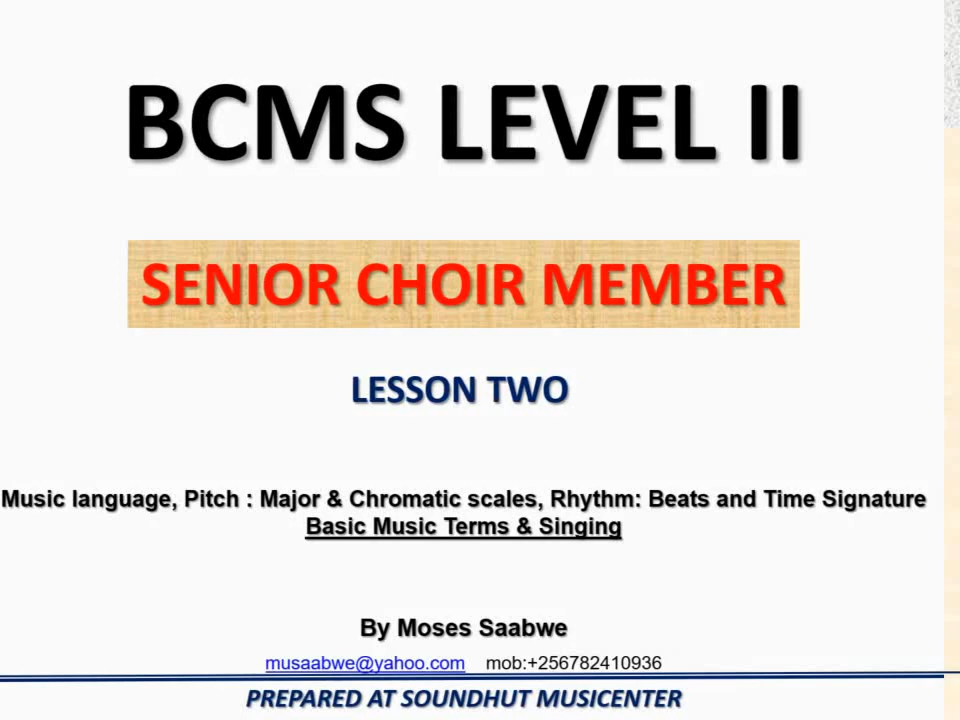 BCMS LEVEL II
SENIOR CHOIR MEMBER
LESSON TWO
Music language, Pitch : Major & Chromatic scales, Rhythm: Beats and Time Signature
Basic Music Terms & Singing
By Moses Saabwe
musaabwe@yahoo.com mob:+256782410936
PREPARED AT SOUNDHUT MUSICENTER